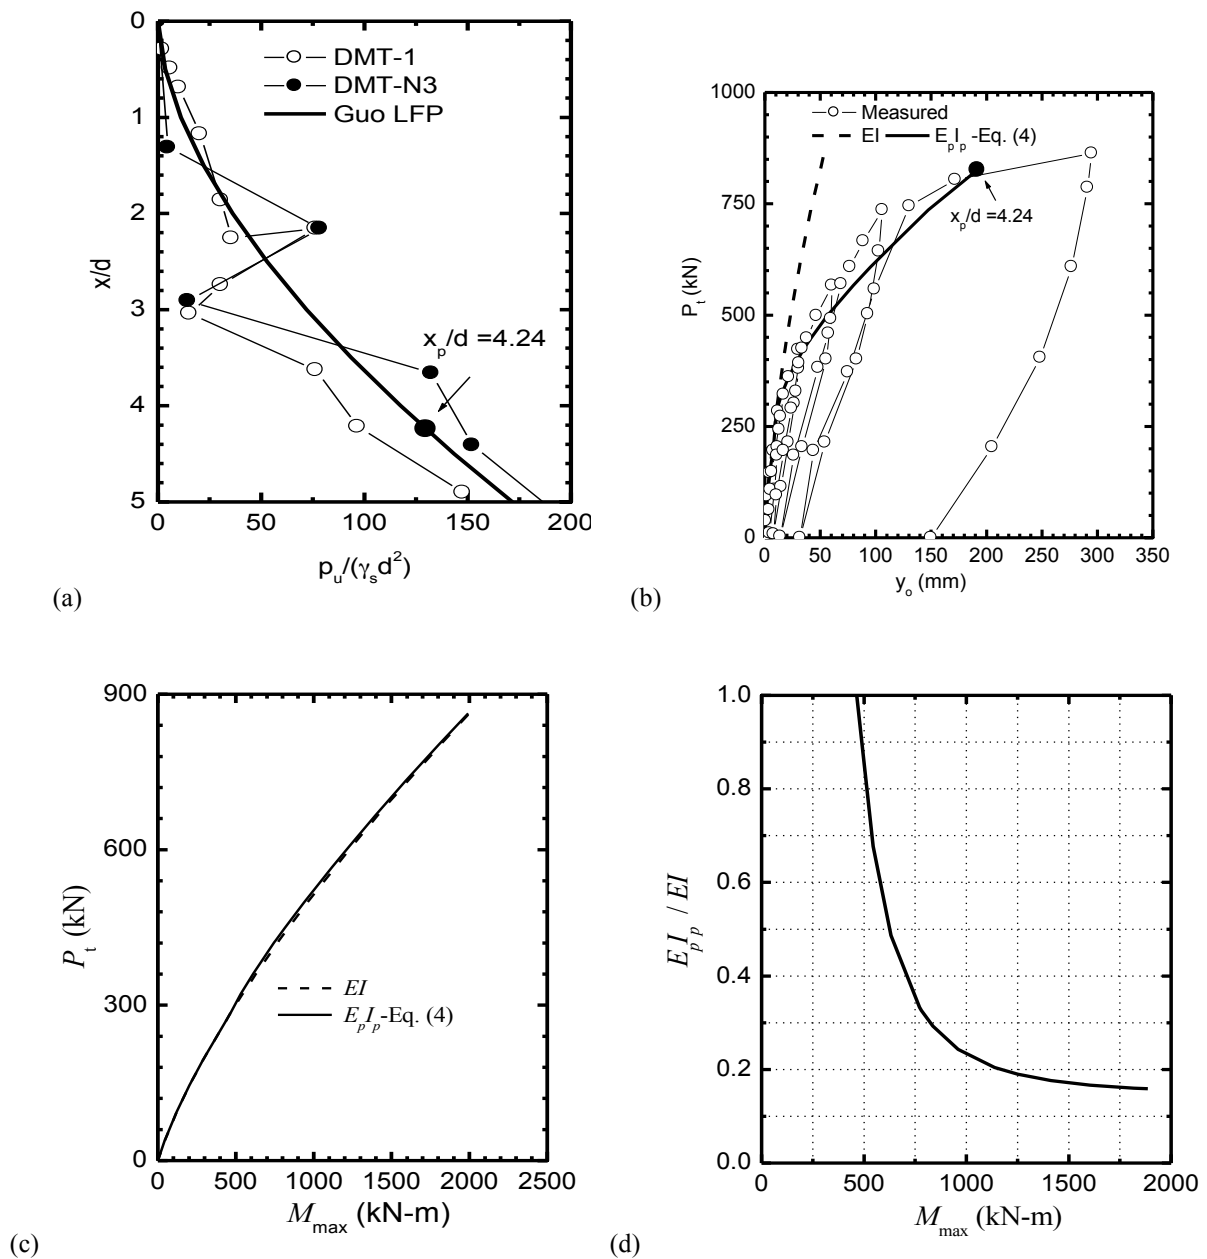 0
1
2
3
4
5
x/d
DMT-1
DMT-N3
Guo LFP
x_p/d =4.24
0 50 100 150 200
p_u/(γ_s d²)
(a)
1000
750
500
250
0
P_t (kN)
Measured
EI E_pI_p -Eq. (4)
x_p/d =4.24
0 50 100 150 200 250 300 350
y_o (mm)
(b)
900
600
300
0
P_t (kN)
EI
E_pI_p-Eq. (4)
0 500 1000 1500 2000 2500
M_max (kN-m)
(c)
1.0
0.8
0.6
0.4
0.2
0.0
E_pI_p / EI
0 500 1000 1500 2000
M_max (kN-m)
(d)